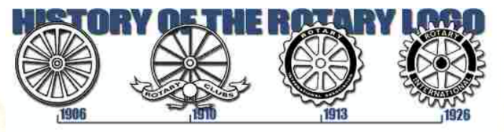 HISTORY OF THE ROTARY LOGO
ROTARY CLUBS
ROTARY
ROTARY
INTERNATIONAL
1906 1910 1913 1926